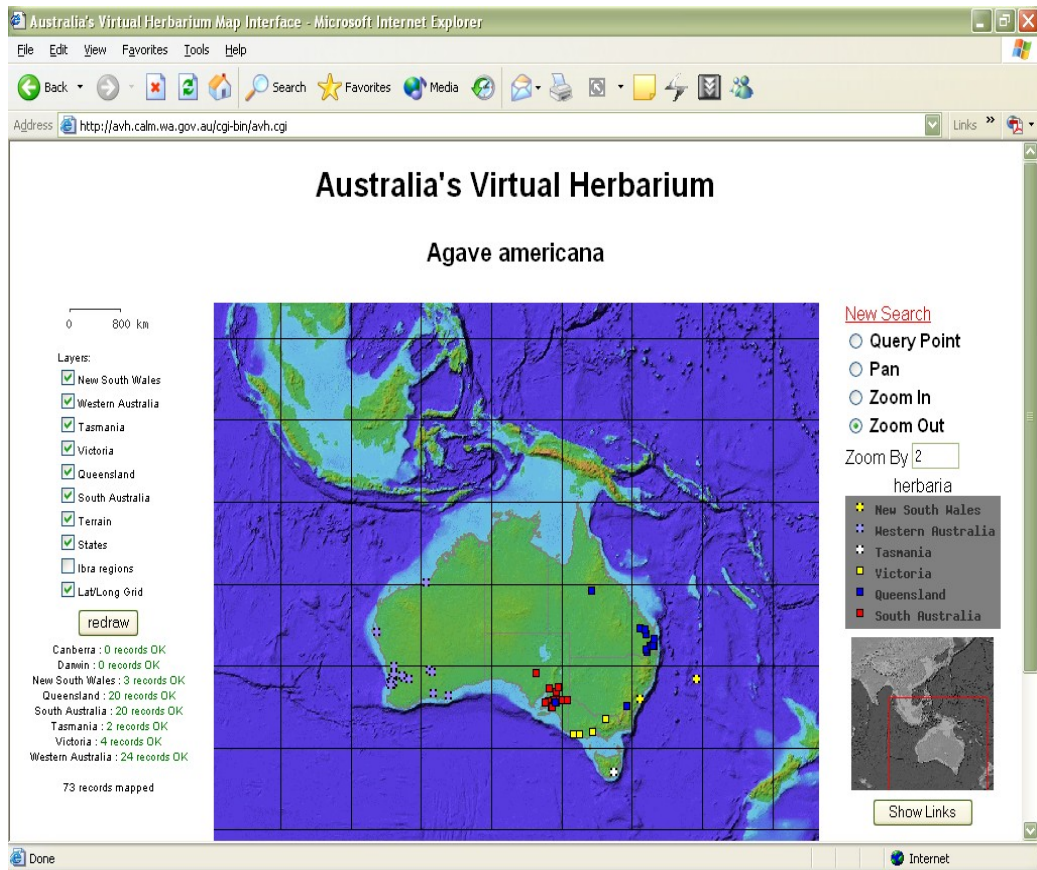 Australia's Virtual Herbarium Map Interface - Microsoft Internet Explorer
File Edit View Favorites Tools Help
Back Search Favorites Media
Address http://avh.calm.wa.gov.au/cgi-bin/avh.cgi Links »
Australia's Virtual Herbarium
Agave americana
0 800 km
Layers:
New South Wales
Western Australia
Tasmania
Victoria
Queensland
South Australia
Terrain
States
Ibra regions
Lat/Long Grid
redraw
Canberra : 0 records OK
Darwin : 0 records OK
New South Wales : 3 records OK
Queensland : 20 records OK
South Australia : 20 records OK
Tasmania : 2 records OK
Victoria : 4 records OK
Western Australia : 24 records OK
73 records mapped
New Search
Query Point
Pan
Zoom In
Zoom Out
Zoom By 2
herbaria
New South Wales
Western Australia
Tasmania
Victoria
Queensland
South Australia
Show Links
Done Internet